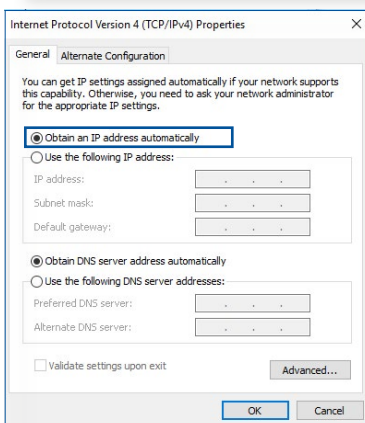 Internet Protocol Version 4 (TCP/IPv4) Properties
General Alternate Configuration
You can get IP settings assigned automatically if your network supports
this capability. Otherwise, you need to ask your network administrator
for the appropriate IP settings.
Obtain an IP address automatically
Use the following IP address:
IP address:
Subnet mask:
Default gateway:
Obtain DNS server address automatically
Use the following DNS server addresses:
Preferred DNS server:
Alternate DNS server:
Validate settings upon exit
Advanced...
OK Cancel